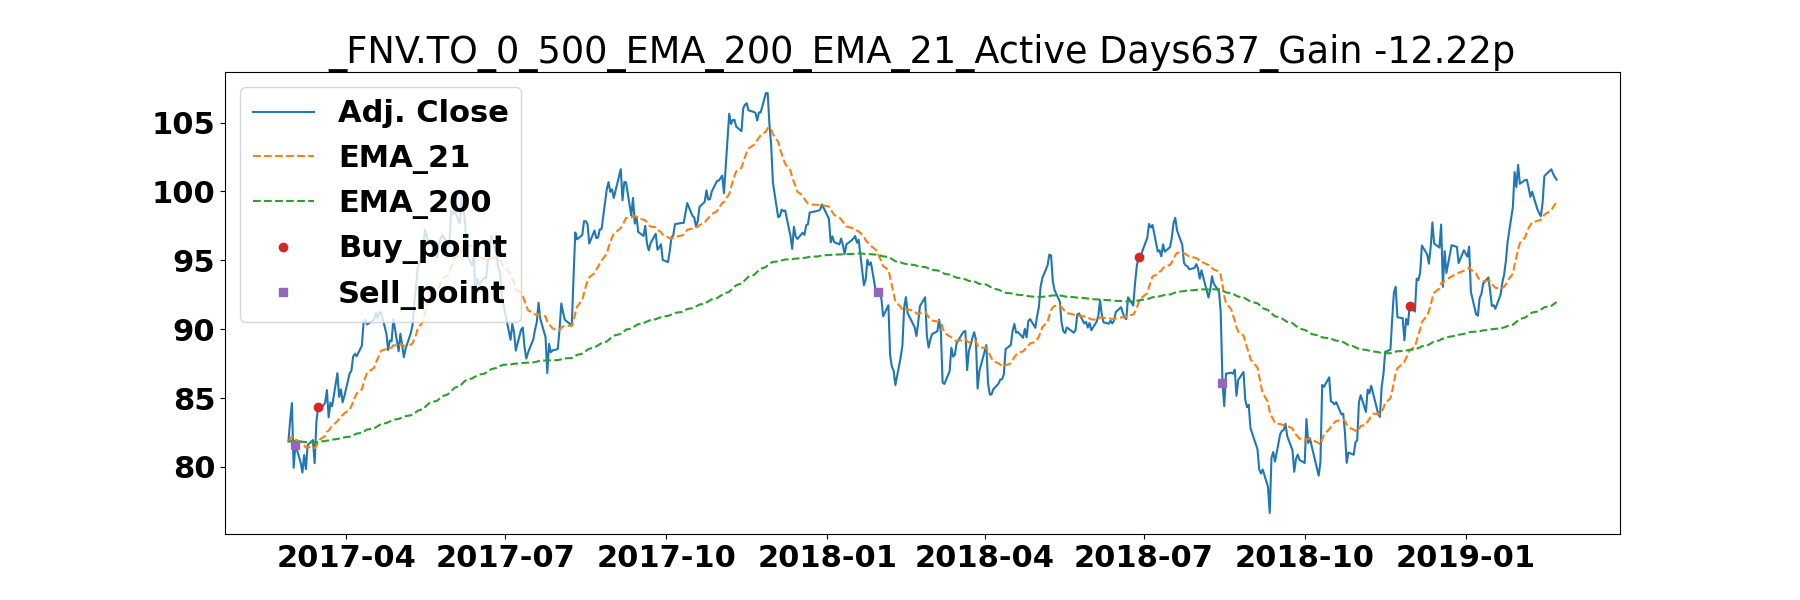 _FNV.TO_0_500_EMA_200_EMA_21_Active Days637_Gain -12.22p
Adj. Close
EMA_21
EMA_200
Buy_point
Sell_point
105
100
95
90
85
80
2017-04 2017-07 2017-10 2018-01 2018-04 2018-07 2018-10 2019-01